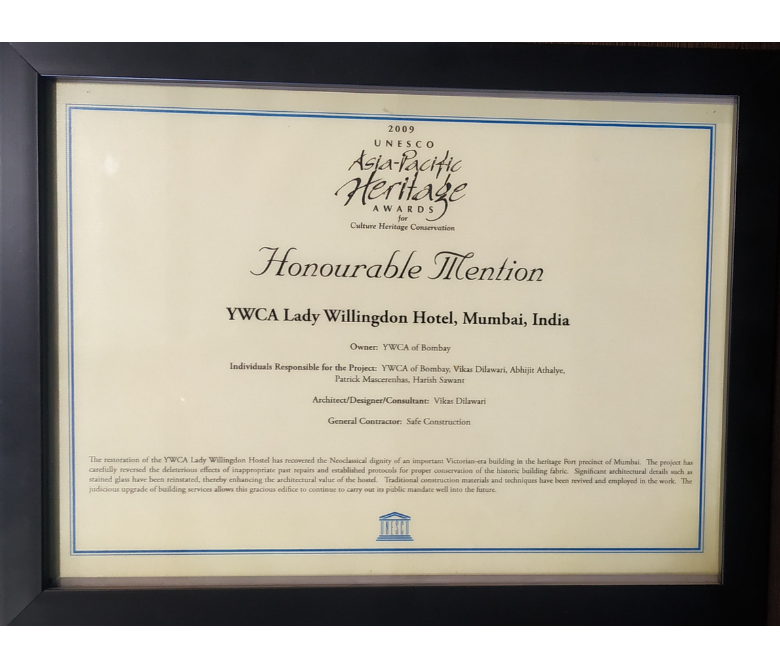 2009
UNESCO
Asia-Pacific
Heritage
AWARDS
for
Culture Heritage Conservation
Honourable Mention
YWCA Lady Willingdon Hotel, Mumbai, India
Owner: YWCA of Bombay
Individuals Responsible for the Project: YWCA of Bombay, Vikas Dilawari, Abhijit Athalye,
Patrick Mascerenhas, Harish Sawant
Architect/Designer/Consultant: Vikas Dilawari
General Contractor: Safe Construction
The restoration of the YWCA Lady Willingdon Hostel has recovered the Neoclassical dignity of an important Victorian-era building in the heritage Fort precinct of Mumbai. The project has
carefully reversed the deleterious effects of inappropriate past repairs and established protocols for proper conservation of the historic building fabric. Significant architectural details such as
stained glass have been reinstated, thereby enhancing the architectural value of the hostel. Traditional construction materials and techniques have been revived and employed in the work. The
judicious upgrade of building services allows this gracious edifice to continue to carry out its public mandate well into the future.
UNESCO